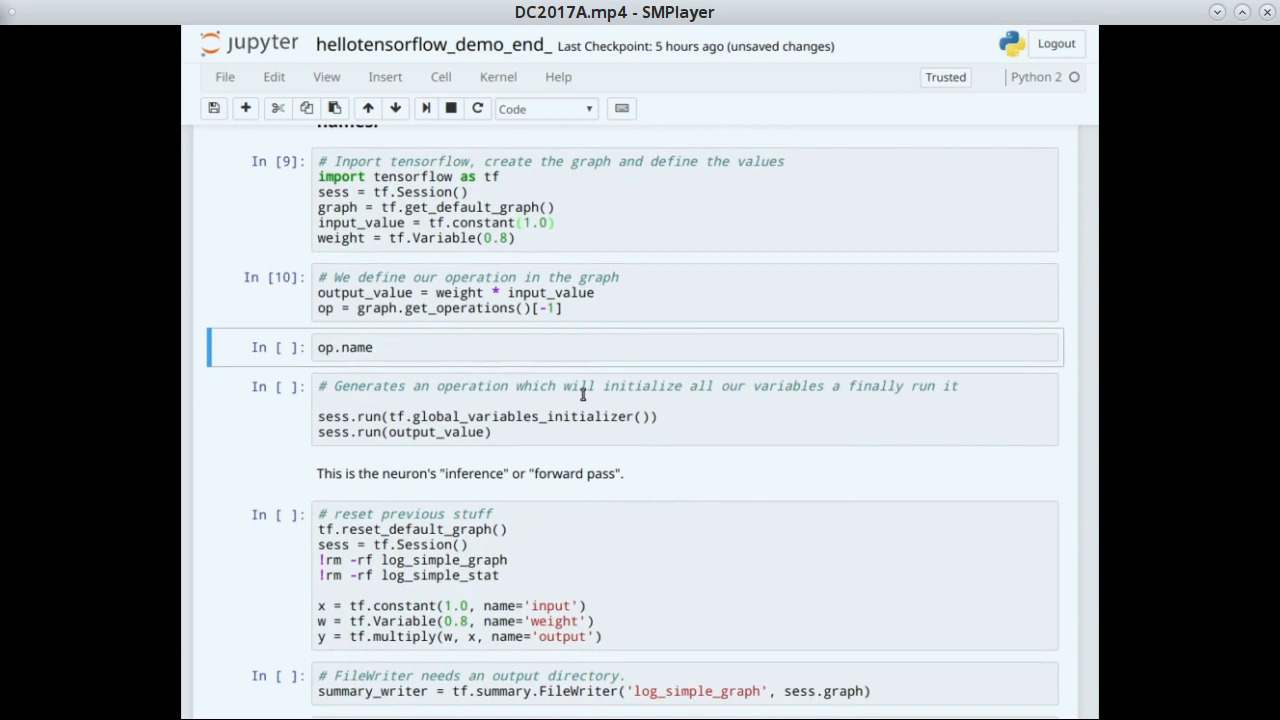 DC2017A.mp4 - SMPlayer
jupyter hellotensorflow_demo_end_ Last Checkpoint: 5 hours ago (unsaved changes) Logout
File Edit View Insert Cell Kernel Help Trusted Python 2
Code
names.
In [9]: # Inport tensorflow, create the graph and define the values
import tensorflow as tf
sess = tf.Session()
graph = tf.get_default_graph()
input_value = tf.constant(1.0)
weight = tf.Variable(0.8)
In [10]: # We define our operation in the graph
output_value = weight * input_value
op = graph.get_operations()[-1]
In [ ]: op.name
In [ ]: # Generates an operation which will initialize all our variables a finally run it
sess.run(tf.global_variables_initializer())
sess.run(output_value)
This is the neuron's "inference" or "forward pass".
In [ ]: # reset previous stuff
tf.reset_default_graph()
sess = tf.Session()
!rm -rf log_simple_graph
!rm -rf log_simple_stat
x = tf.constant(1.0, name='input')
w = tf.Variable(0.8, name='weight')
y = tf.multiply(w, x, name='output')
In [ ]: # FileWriter needs an output directory.
summary_writer = tf.summary.FileWriter('log_simple_graph', sess.graph)